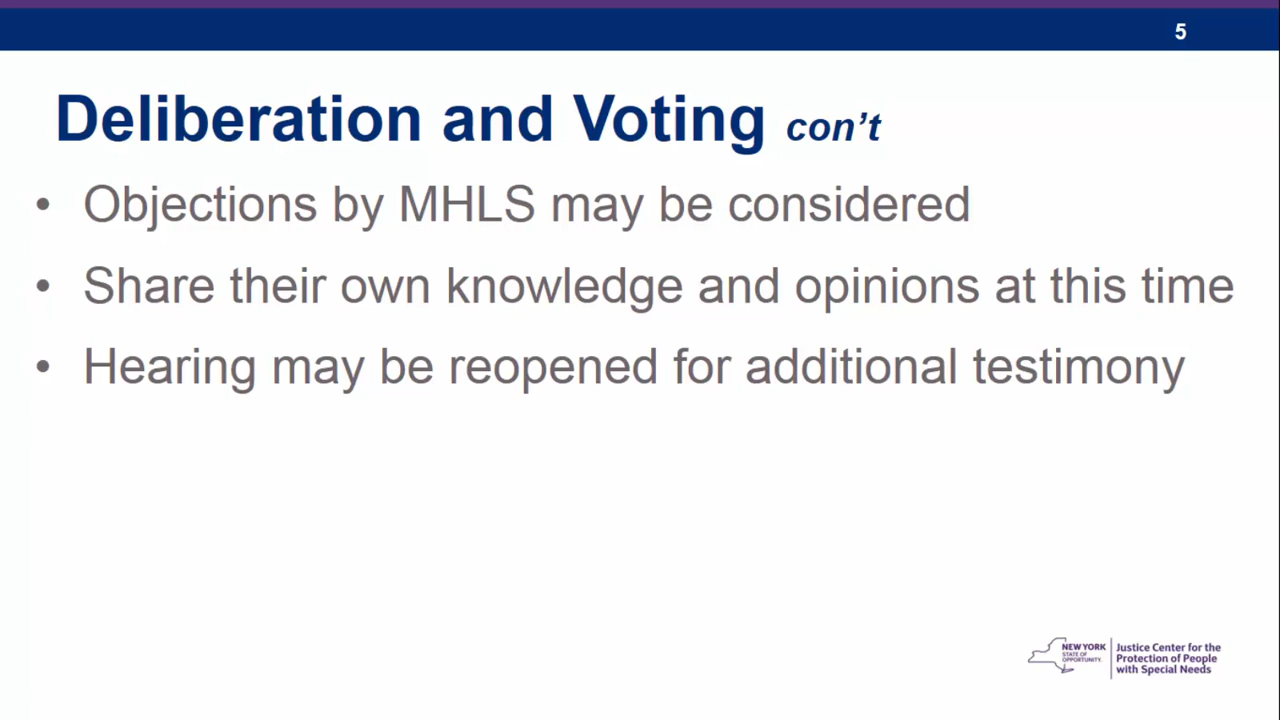 5
Deliberation and Voting con’t
• Objections by MHLS may be considered
• Share their own knowledge and opinions at this time
• Hearing may be reopened for additional testimony
NEW YORK
STATE OF
OPPORTUNITY.
Justice Center for the
Protection of People
with Special Needs